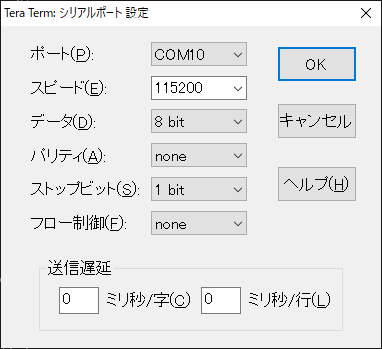 Tera Term: シリアルポート 設定
ポート(P): COM10 OK
スピード(E): 115200
データ(D): 8 bit キャンセル
パリティ(A): none
ストップビット(S): 1 bit ヘルプ(H)
フロー制御(F): none
送信遅延
0 ミリ秒/字(C) 0 ミリ秒/行(L)